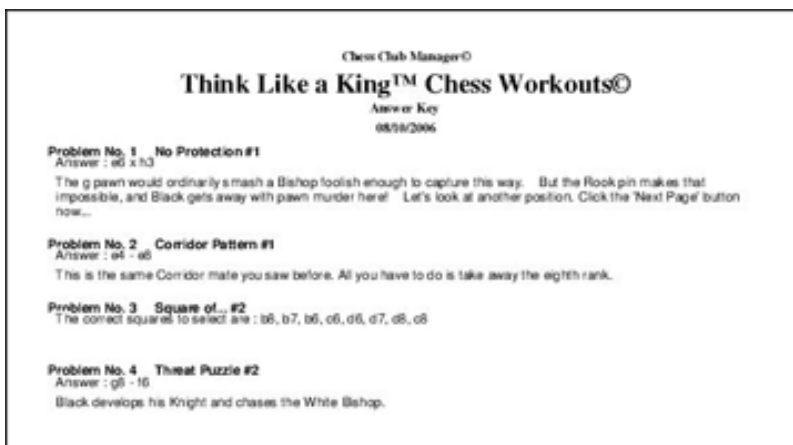 Chess Club Manager©
Think Like a King™ Chess Workouts©
Answer Key
08/10/2006
Problem No. 1 No Protection #1
Answer : e6 x h3
The g pawn would ordinarily smash a Bishop foolish enough to capture this way. But the Rook pin makes that
impossible, and Black gets away with pawn murder here! Let's look at another position. Click the 'Next Page' button
now...
Problem No. 2 Corridor Pattern #1
Answer : e4 - e8
This is the same Corridor mate you saw before. All you have to do is take away the eighth rank.
Problem No. 3 Square of... #2
The correct squares to select are : b8, b7, b6, c6, d6, d7, d8, c8
Problem No. 4 Threat Puzzle #2
Answer : g8 - f6
Black develops his Knight and chases the White Bishop.